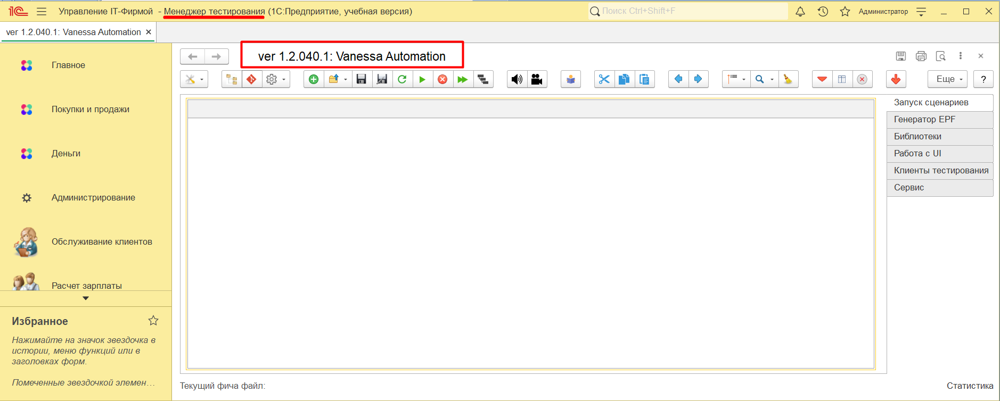 1С Управление IT-Фирмой - Менеджер тестирования (1С:Предприятие, учебная версия) Поиск Ctrl+Shift+F Администратор
ver 1.2.040.1: Vanessa Automation
Главное
Покупки и продажи
Деньги
Администрирование
Обслуживание клиентов
Расчет зарплаты
Избранное
Нажимайте на значок звездочка в
истории, меню функций или в
заголовках форм.
Помеченные звездочкой элемен…
ver 1.2.040.1: Vanessa Automation
Еще ?
Запуск сценариев
Генератор EPF
Библиотеки
Работа с UI
Клиенты тестирования
Сервис
Текущий фича файл:
Статистика